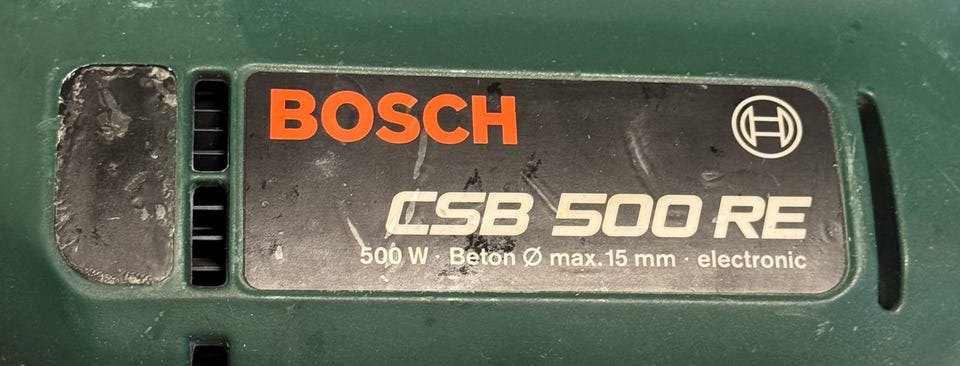 BOSCH
CSB 500 RE
500 W · Beton Ø max. 15 mm · electronic